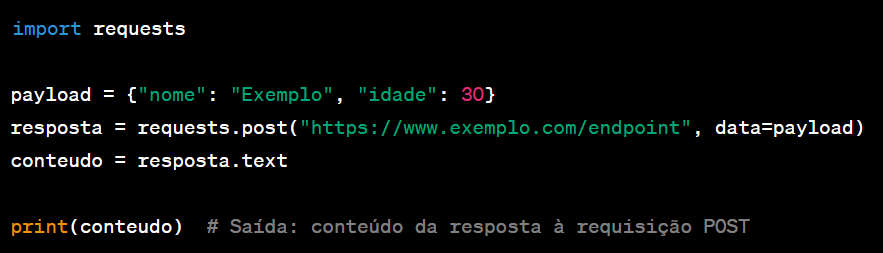 import requests
payload = {"nome": "Exemplo", "idade": 30}
resposta = requests.post("https://www.exemplo.com/endpoint", data=payload)
conteudo = resposta.text
print(conteudo)  # Saída: conteúdo da resposta à requisição POST